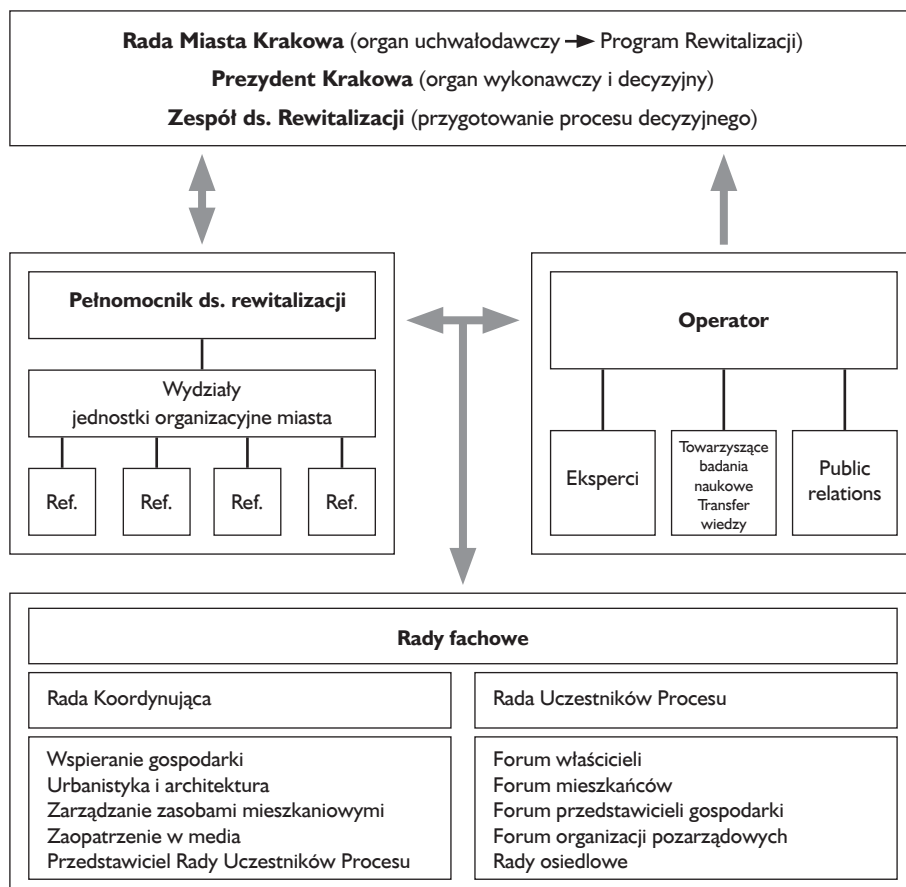 Rada Miasta Krakowa (organ uchwałodawczy → Program Rewitalizacji)
Prezydent Krakowa (organ wykonawczy i decyzyjny)
Zespół ds. Rewitalizacji (przygotowanie procesu decyzyjnego)
Pełnomocnik ds. rewitalizacji
Wydziały
jednostki organizacyjne miasta
Ref.
Ref.
Ref.
Ref.
Operator
Eksperci
Towarzyszące
badania
naukowe
Transfer
wiedzy
Public
relations
Rady fachowe
Rada Koordynująca
Wspieranie gospodarki
Urbanistyka i architektura
Zarządzanie zasobami mieszkaniowymi
Zaopatrzenie w media
Przedstawiciel Rady Uczestników Procesu
Rada Uczestników Procesu
Forum właścicieli
Forum mieszkańców
Forum przedstawicieli gospodarki
Forum organizacji pozarządowych
Rady osiedlowe